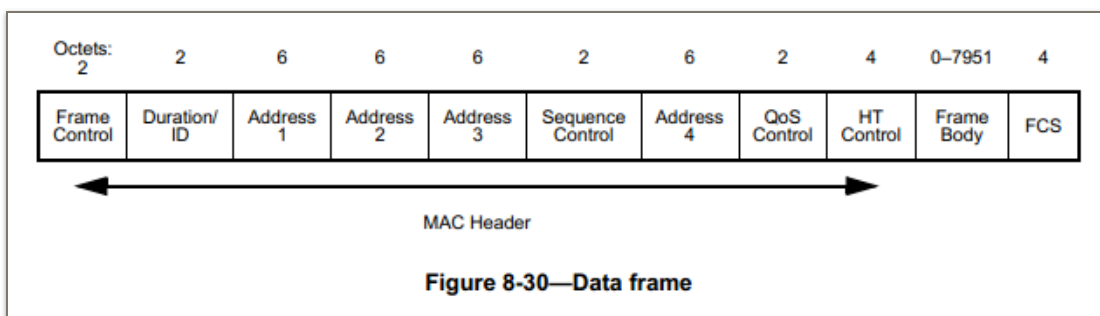 Octets:
2 2 6 6 6 2 6 2 4 0–7951 4
Frame Control Duration/ ID Address 1 Address 2 Address 3 Sequence Control Address 4 QoS Control HT Control Frame Body FCS
MAC Header
Figure 8-30—Data frame